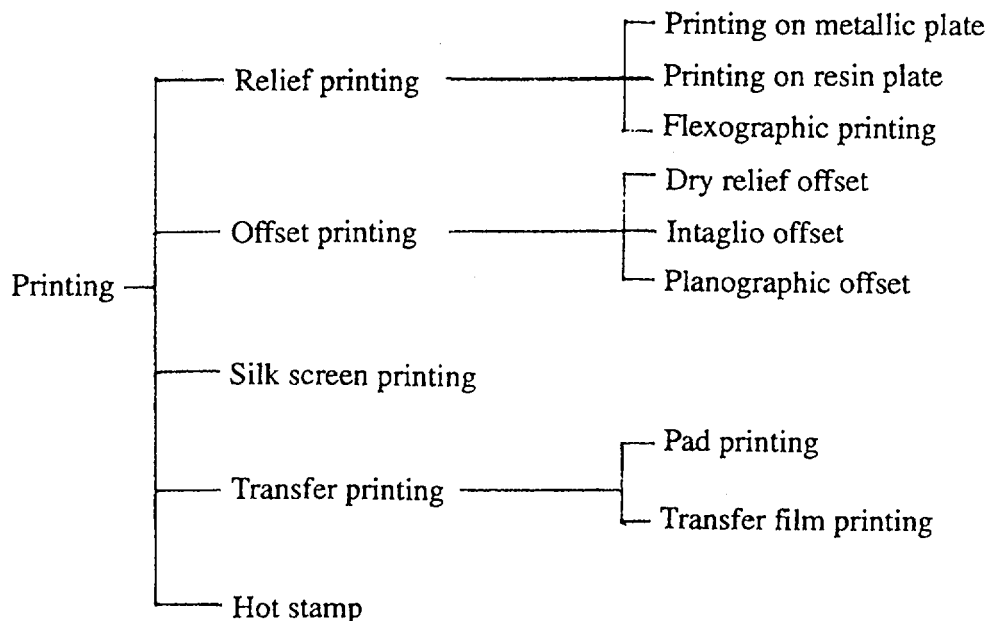 Printing
Relief printing
Printing on metallic plate
Printing on resin plate
Flexographic printing
Offset printing
Dry relief offset
Intaglio offset
Planographic offset
Silk screen printing
Transfer printing
Pad printing
Transfer film printing
Hot stamp